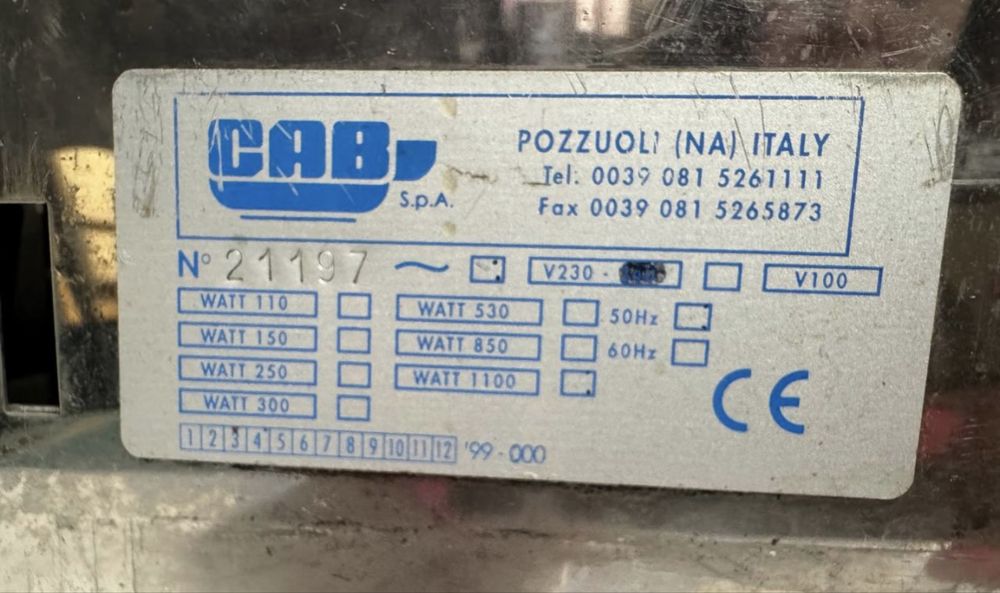 CAB
S.p.A.
POZZUOLI (NA) ITALY
Tel. 0039 081 5261111
Fax 0039 081 5265873
N° 21197 ~ V230 - V100
WATT 110 WATT 530 50Hz
WATT 150 WATT 850 60Hz
WATT 250 WATT 1100
WATT 300
CE
1 2 3 4 5 6 7 8 9 10 11 12 '99 - 000